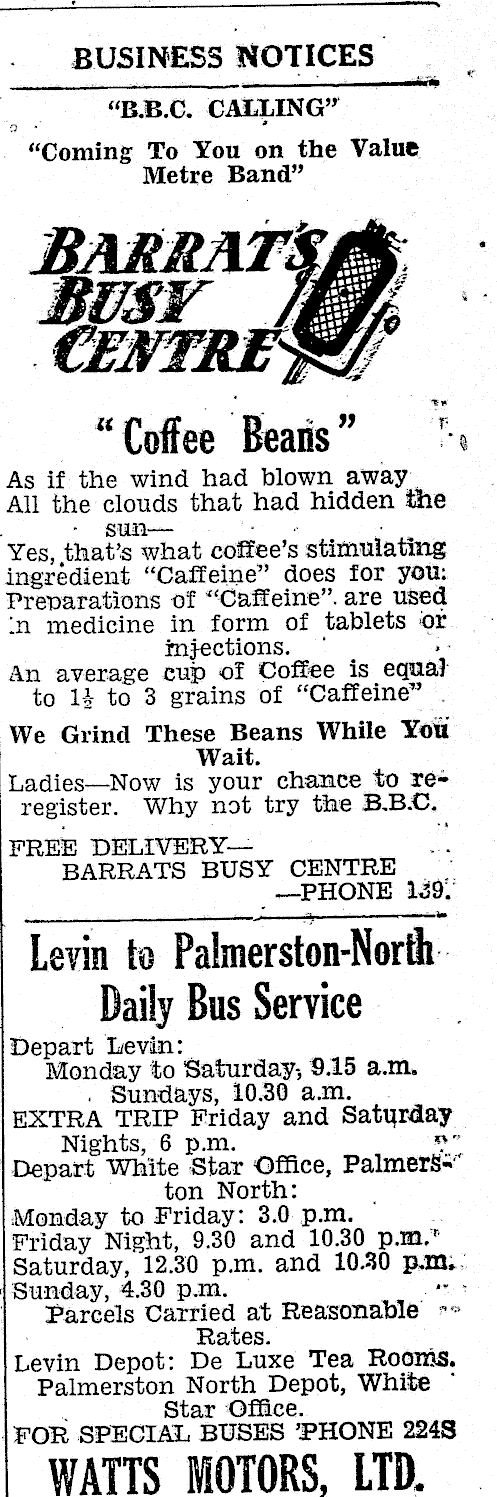 BUSINESS NOTICES
"B.B.C. CALLING"
"Coming To You on the Value
Metre Band"
BARRAT'S
BUSY
CENTRE
"Coffee Beans"
As if the wind had blown away
All the clouds that had hidden the
sun—
Yes, that's what coffee's stimulating
ingredient "Caffeine" does for you:
Preparations of "Caffeine" are used
in medicine in form of tablets or
injections.
An average cup of Coffee is equal
to 1½ to 3 grains of "Caffeine"
We Grind These Beans While You
Wait.
Ladies—Now is your chance to re-
register. Why not try the B.B.C.
FREE DELIVERY—
BARRATS BUSY CENTRE
—PHONE 139.
Levin to Palmerston-North
Daily Bus Service
Depart Levin:
Monday to Saturday, 9.15 a.m.
Sundays, 10.30 a.m.
EXTRA TRIP Friday and Saturday
Nights, 6 p.m.
Depart White Star Office, Palmers-
ton North:
Monday to Friday: 3.0 p.m.
Friday Night, 9.30 and 10.30 p.m.
Saturday, 12.30 p.m. and 10.30 p.m.
Sunday, 4.30 p.m.
Parcels Carried at Reasonable
Rates.
Levin Depot: De Luxe Tea Rooms.
Palmerston North Depot, White
Star Office.
FOR SPECIAL BUSES 'PHONE 224S
WATTS MOTORS, LTD.